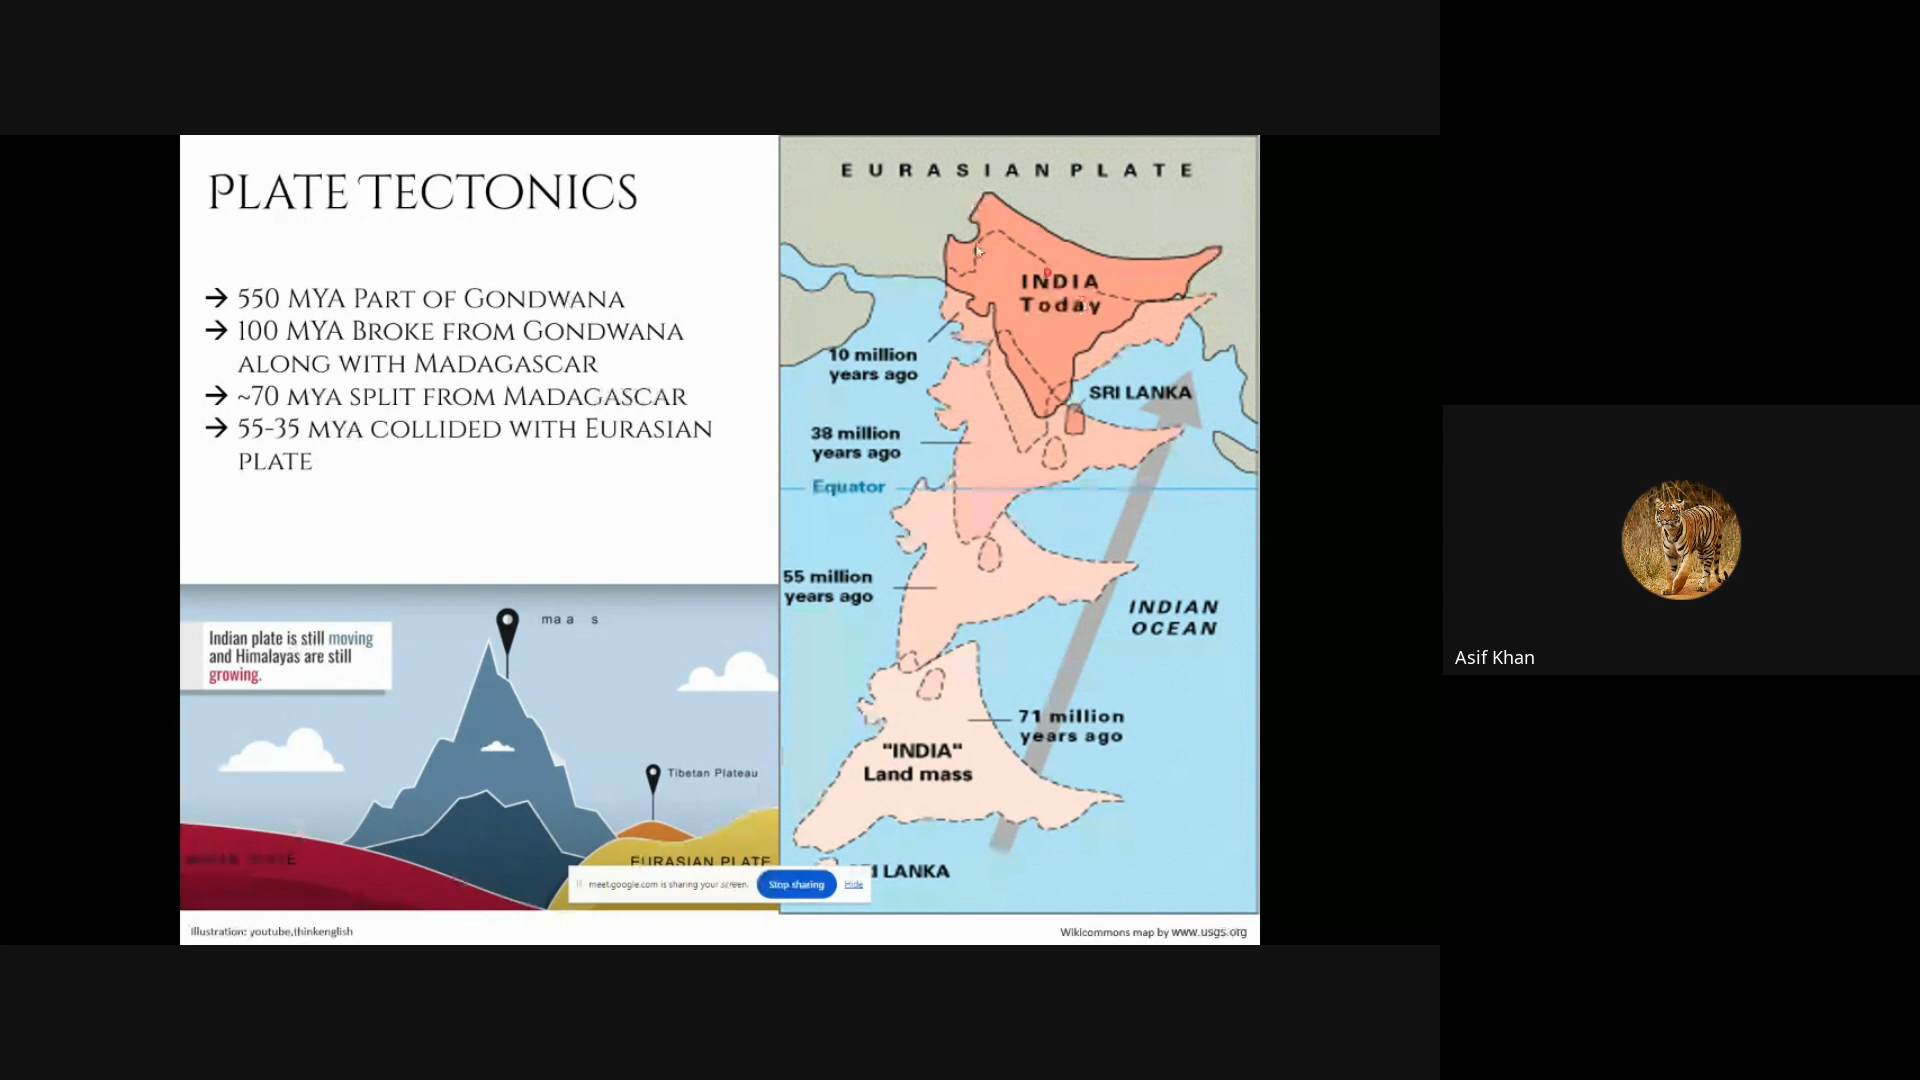 PLATE TECTONICS
→ 550 MYA PART OF GONDWANA
→ 100 MYA BROKE FROM GONDWANA
ALONG WITH MADAGASCAR
→ ~70 MYA SPLIT FROM MADAGASCAR
→ 55-35 MYA COLLIDED WITH EURASIAN
PLATE
Indian plate is still moving
and Himalayas are still
growing.
Tibetan Plateau
EURASIAN PLATE
meet.google.com is sharing your screen.
Stop sharing
Hide
Illustration: youtube,thinkenglish
EURASIAN PLATE
INDIA
Today
10 million
years ago
SRI LANKA
38 million
years ago
Equator
55 million
years ago
INDIAN
OCEAN
71 million
years ago
"INDIA"
Land mass
LANKA
Wikicommons map by www.usgs.org
Asif Khan